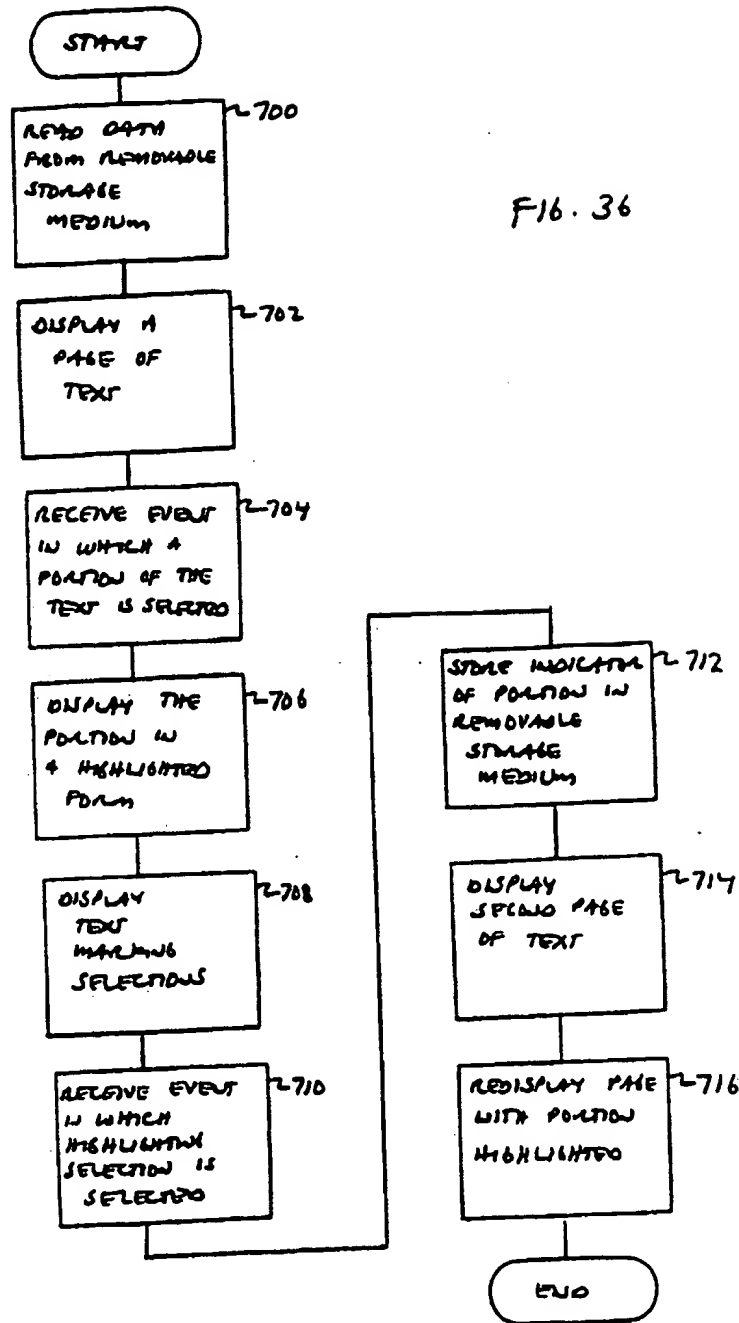 START
700
READ DATA
FROM REMOVABLE
STORAGE
MEDIUM
FIG. 36
702
DISPLAY A
PAGE OF
TEXT
704
RECEIVE EVENT
IN WHICH A
PORTION OF THE
TEXT IS SELECTED
706
DISPLAY THE
PORTION IN
A HIGHLIGHTED
FORM
708
DISPLAY
TEXT
MARKING
SELECTIONS
710
RECEIVE EVENT
IN WHICH
HIGHLIGHTING
SELECTION IS
SELECTED
712
STORE INDICATOR
OF PORTION IN
REMOVABLE
STORAGE
MEDIUM
714
DISPLAY
SECOND PAGE
OF TEXT
716
REDISPLAY PAGE
WITH PORTION
HIGHLIGHTED
END